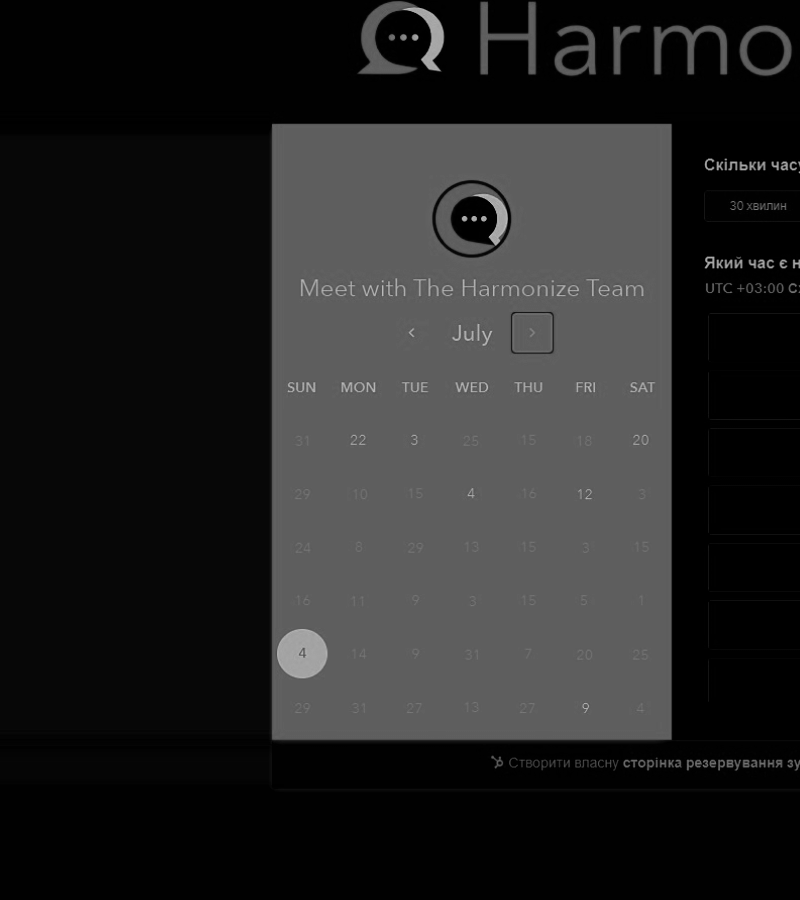 Harmo
Meet with The Harmonize Team
July
SUN MON TUE WED THU FRI SAT
31 22 3 25 15 18 20
29 10 15 4 16 12 3
24 8 29 13 15 3 15
16 11 9 3 15 5 1
4 14 9 31 7 20 25
29 31 27 13 27 9 4
Скільки часу
30 хвилин
Який час є н
UTC +03:00
Створити власну сторінка резервування зу